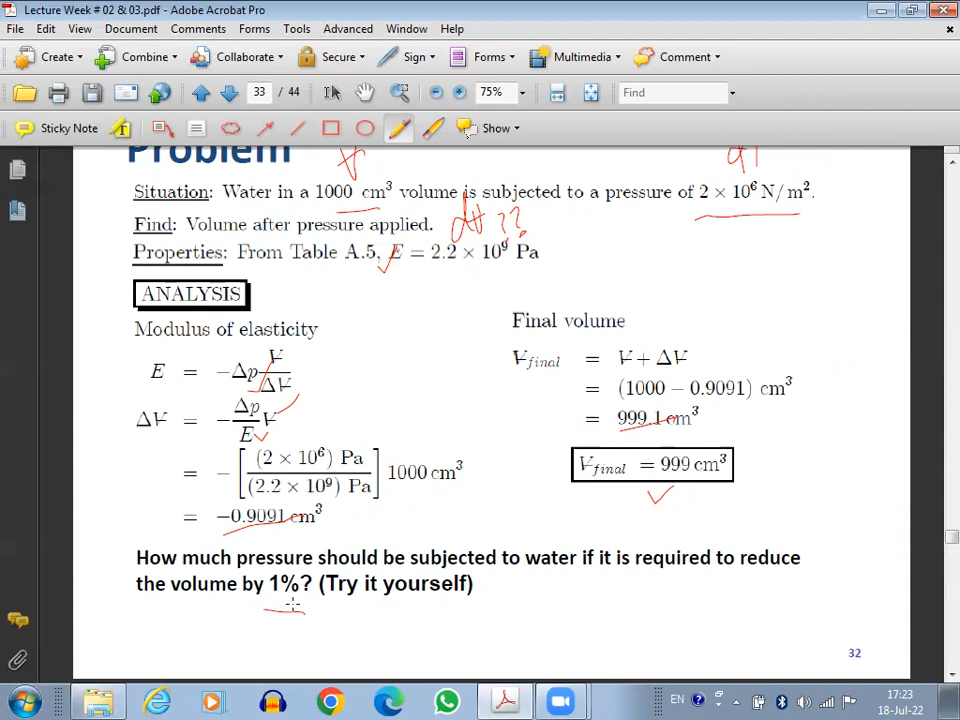 Lecture Week # 02 & 03.pdf - Adobe Acrobat Pro
File Edit View Document Comments Forms Tools Advanced Window Help
Create Combine Collaborate Secure Sign Forms Multimedia Comment
33 / 44 75% Find
Sticky Note Show
Problem
Situation: Water in a 1000 cm³ volume is subjected to a pressure of 2 × 10⁶ N/m².
Find: Volume after pressure applied.
d∀ ??
Properties: From Table A.5, E = 2.2 × 10⁹ Pa
ANALYSIS
Modulus of elasticity
E = −Δp V/ΔV
ΔV = −Δp/E V
= −[(2 × 10⁶) Pa/(2.2 × 10⁹) Pa] 1000 cm³
= −0.9091 cm³
Final volume
V_final = V + ΔV
= (1000 − 0.9091) cm³
= 999.1 cm³
V_final = 999 cm³
How much pressure should be subjected to water if it is required to reduce
the volume by 1%? (Try it yourself)
32
EN 17:23
18-Jul-22